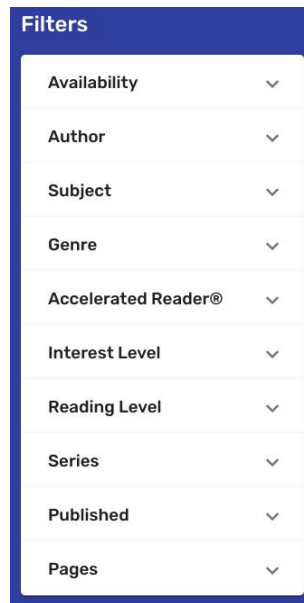 Filters
Availability
Author
Subject
Genre
Accelerated Reader®
Interest Level
Reading Level
Series
Published
Pages